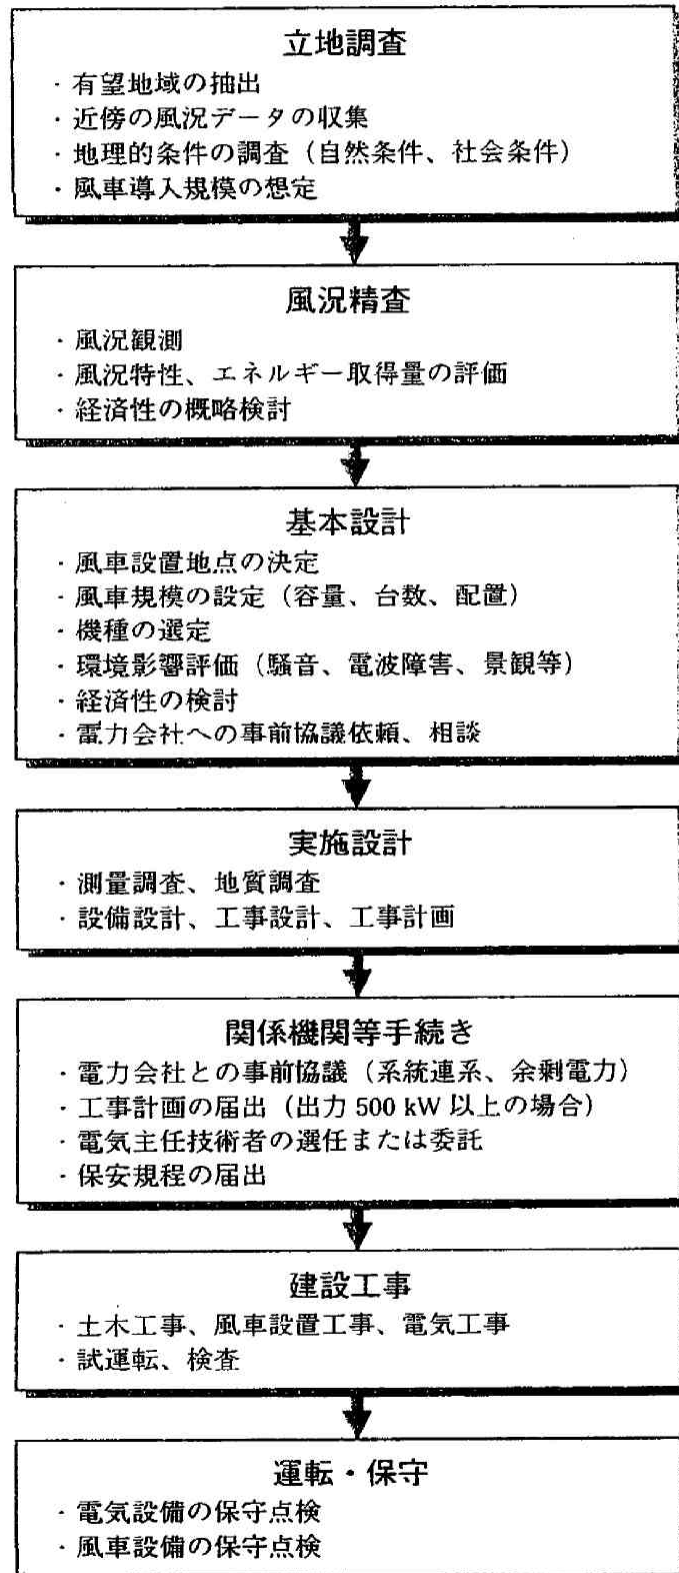 立地調査
・有望地域の抽出
・近傍の風況データの収集
・地理的条件の調査（自然条件、社会条件）
・風車導入規模の想定
風況精査
・風況観測
・風況特性、エネルギー取得量の評価
・経済性の概略検討
基本設計
・風車設置地点の決定
・風車規模の設定（容量、台数、配置）
・機種の選定
・環境影響評価（騒音、電波障害、景観等）
・経済性の検討
・電力会社への事前協議依頼、相談
実施設計
・測量調査、地質調査
・設備設計、工事設計、工事計画
関係機関等手続き
・電力会社との事前協議（系統連系、余剰電力）
・工事計画の届出（出力 500 kW 以上の場合）
・電気主任技術者の選任または委託
・保安規程の届出
建設工事
・土木工事、風車設置工事、電気工事
・試運転、検査
運転・保守
・電気設備の保守点検
・風車設備の保守点検